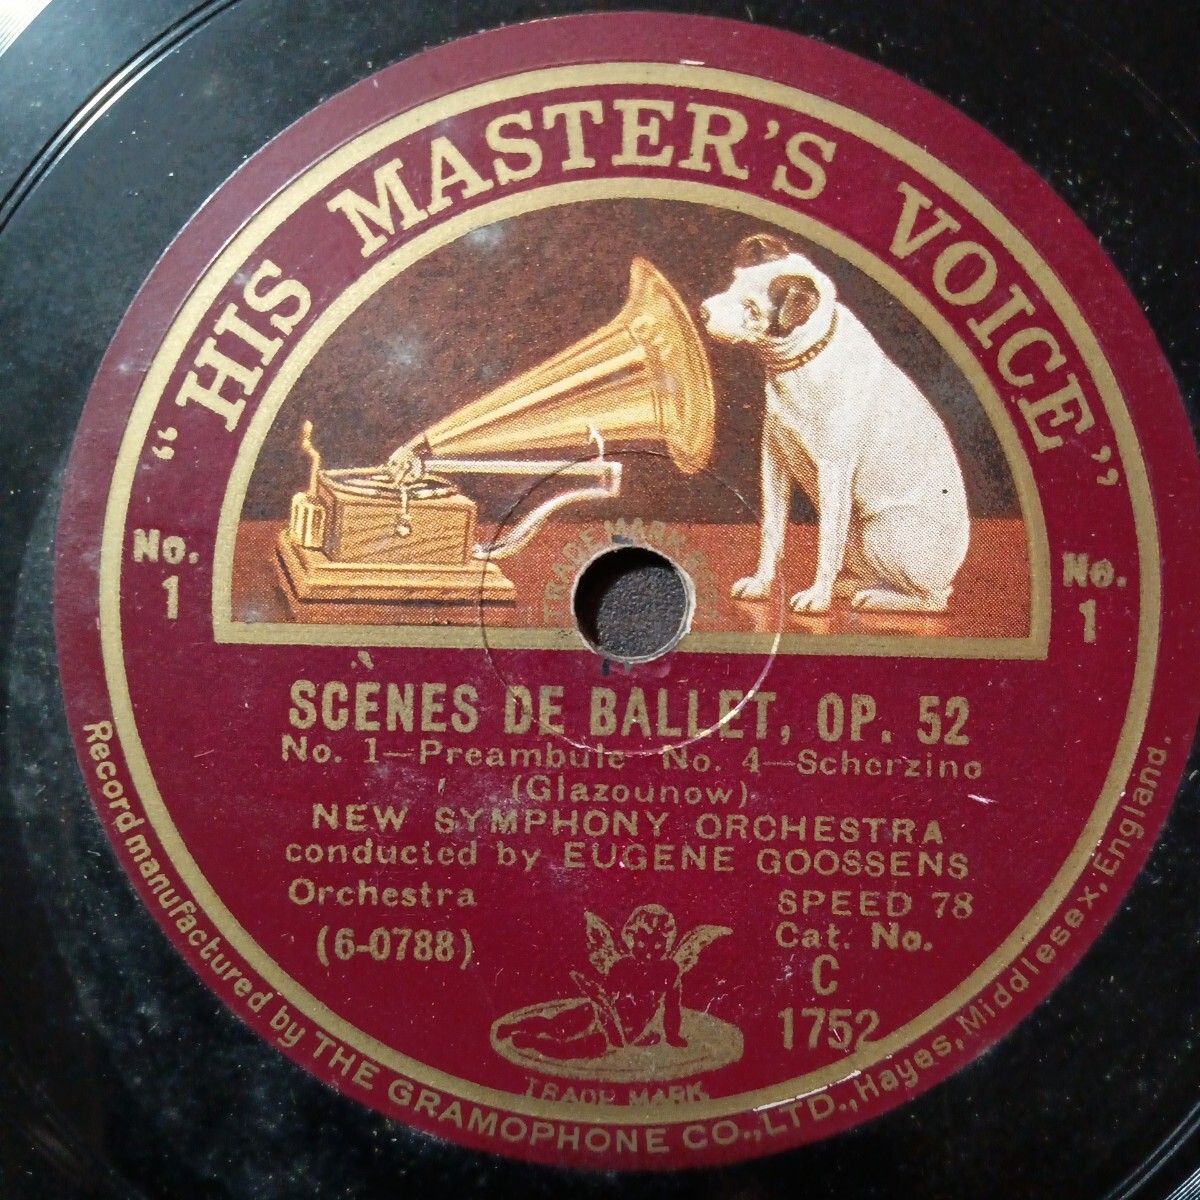 “HIS MASTER'S VOICE”
TRADE MARK
No. 1
No. 1
SCÈNES DE BALLET, OP. 52
No. 1—Preambule No. 4—Scherzino
(Glazounow)
NEW SYMPHONY ORCHESTRA
conducted by EUGENE GOOSSENS
Orchestra
SPEED 78
(6-0788)
Cat. No.
C
1752
TRADE MARK
Record manufactured by THE GRAMOPHONE CO., LTD., Hayes, Middlesex, England.